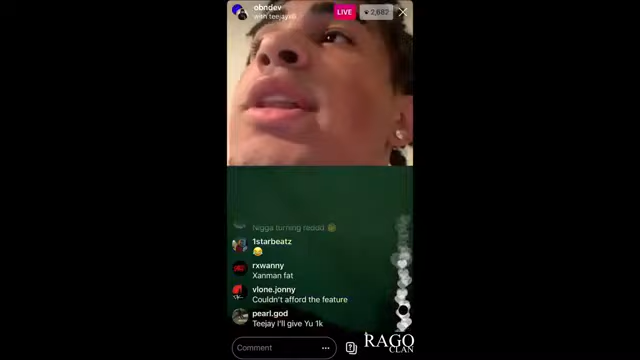 obndev
with teejayx6
LIVE
2,682
Nigga turning reddd
1starbeatz
rxwanny
Xanman fat
vlone.jonny
Couldn't afford the feature
pearl.god
Teejay I'll give Yu 1k
Comment
RAGO
CLAN